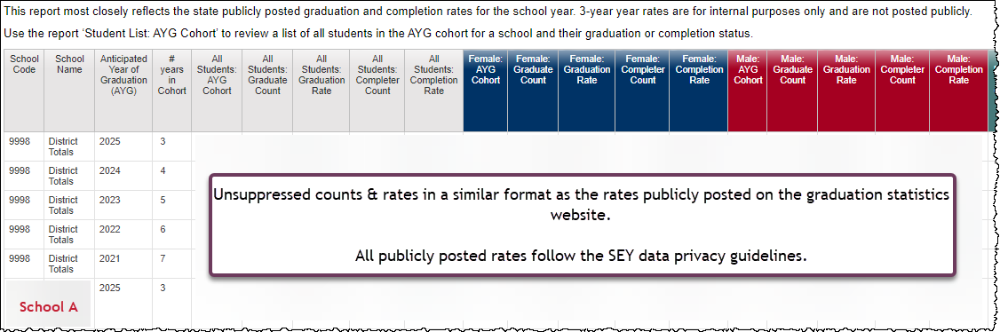 This report most closely reflects the state publicly posted graduation and completion rates for the school year. 3-year year rates are for internal purposes only and are not posted publicly.
Use the report ‘Student List: AYG Cohort’ to review a list of all students in the AYG cohort for a school and their graduation or completion status.
School Code
School Name
Anticipated Year of Graduation (AYG)
# years in Cohort
All Students: AYG Cohort
All Students: Graduate Count
All Students: Graduation Rate
All Students: Completer Count
All Students: Completion Rate
Female: AYG Cohort
Female: Graduate Count
Female: Graduation Rate
Female: Completer Count
Female: Completion Rate
Male: AYG Cohort
Male: Graduate Count
Male: Graduation Rate
Male: Completer Count
Male: Completion Rate
9998 District Totals 2025 3
9998 District Totals 2024 4
9998 District Totals 2023 5
9998 District Totals 2022 6
9998 District Totals 2021 7
School A 2025 3
Unsuppressed counts & rates in a similar format as the rates publicly posted on the graduation statistics
website.
All publicly posted rates follow the SEY data privacy guidelines.